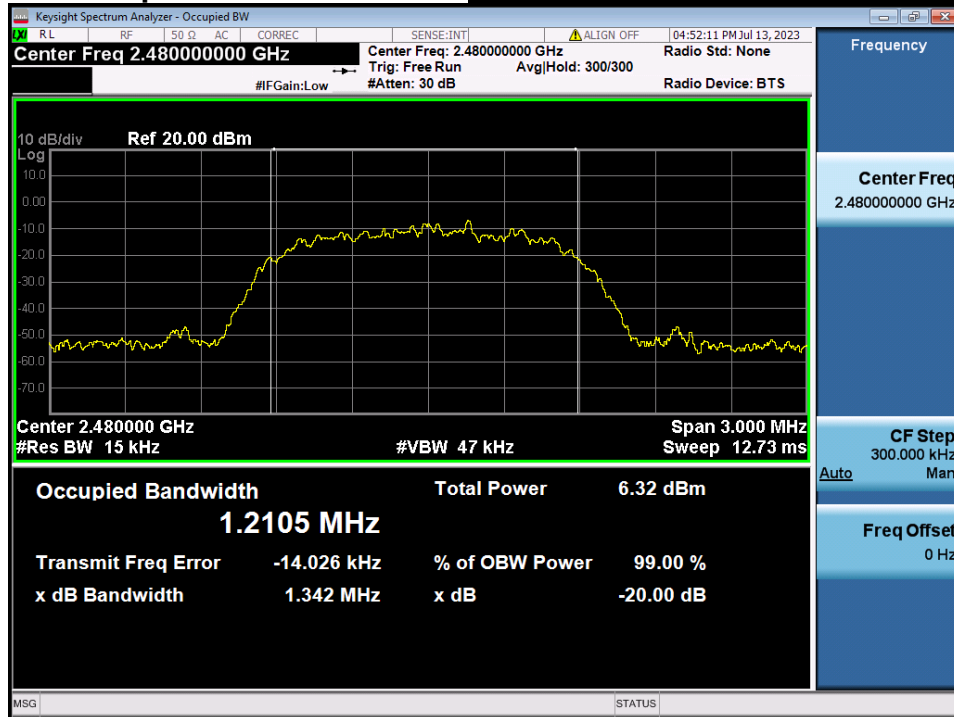 Keysight Spectrum Analyzer - Occupied BW
LXI RL RF 50 Ω AC CORREC SENSE:INT ALIGN OFF 04:52:11 PM Jul 13, 2023
Center Freq 2.480000000 GHz
Center Freq: 2.480000000 GHz Radio Std: None
Trig: Free Run Avg|Hold: 300/300
#IFGain:Low #Atten: 30 dB Radio Device: BTS
10 dB/div Ref 20.00 dBm
Log
10.0
0.00
-10.0
-20.0
-30.0
-40.0
-50.0
-60.0
-70.0
Center 2.480000 GHz Span 3.000 MHz
#Res BW 15 kHz #VBW 47 kHz Sweep 12.73 ms
Occupied Bandwidth Total Power 6.32 dBm
1.2105 MHz
Transmit Freq Error -14.026 kHz % of OBW Power 99.00 %
x dB Bandwidth 1.342 MHz x dB -20.00 dB
Frequency
Center Freq
2.480000000 GHz
CF Step
300.000 kHz
Auto Man
Freq Offset
0 Hz
MSG STATUS